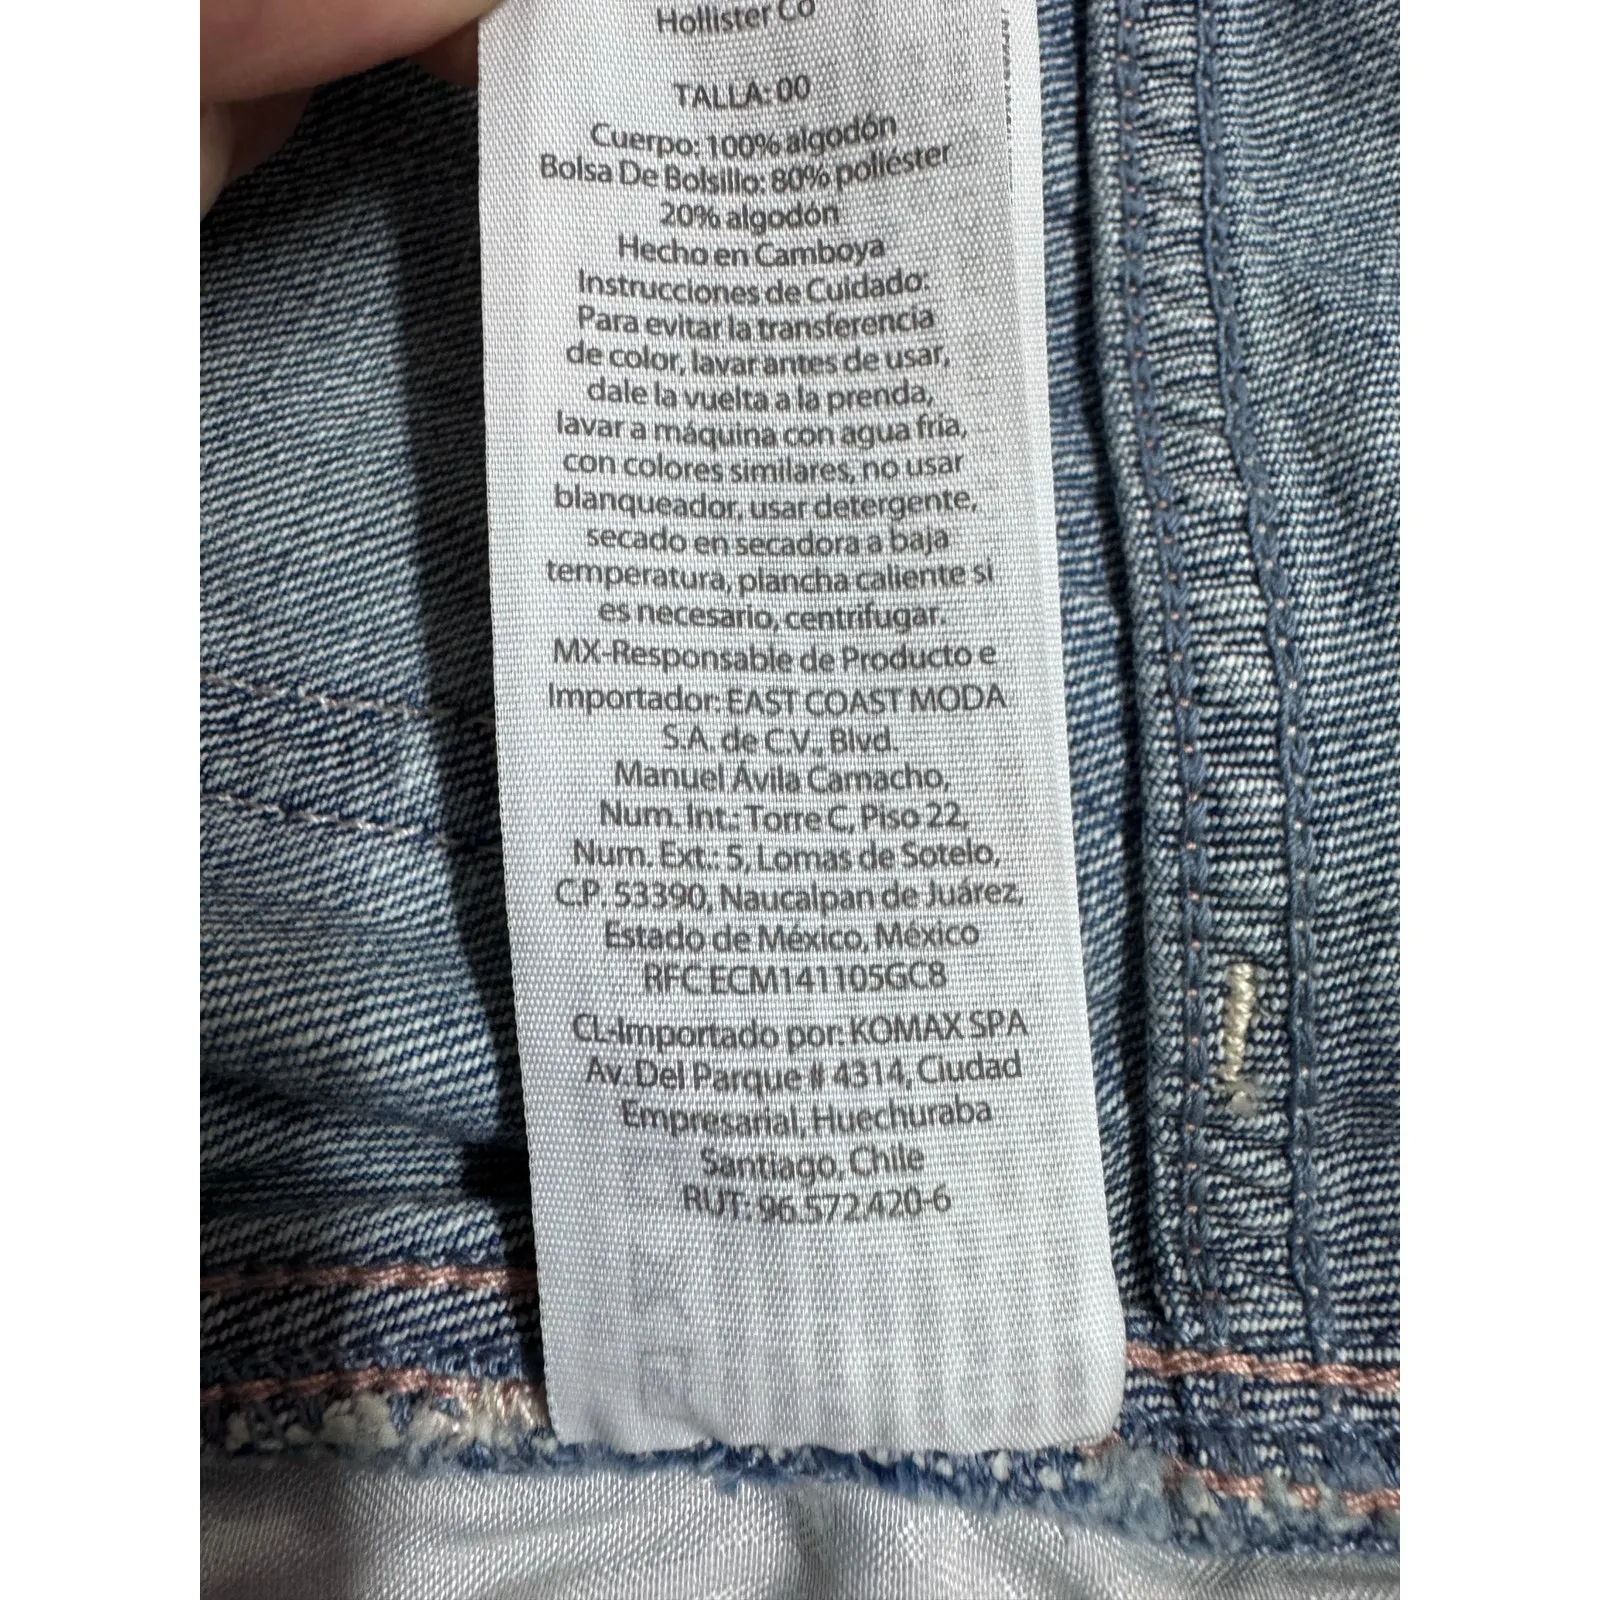 Hollister Co
TALLA: 00
Cuerpo: 100% algodón
Bolsa De Bolsillo: 80% poliéster
20% algodón
Hecho en Camboya
Instrucciones de Cuidado:
Para evitar la transferencia
de color, lavar antes de usar,
dale la vuelta a la prenda,
lavar a máquina con agua fría,
con colores similares, no usar
blanqueador, usar detergente,
secado en secadora a baja
temperatura, plancha caliente si
es necesario, centrifugar.
MX-Responsable de Producto e
Importador: EAST COAST MODA
S.A. de C.V., Blvd.
Manuel Ávila Camacho,
Num. Int.: Torre C, Piso 22,
Num. Ext.: 5, Lomas de Sotelo,
C.P. 53390, Naucalpan de Juárez,
Estado de México, México
RFC ECM141105GC8
CL-Importado por: KOMAX SPA
Av. Del Parque # 4314, Ciudad
Empresarial, Huechuraba
Santiago, Chile
RUT: 96.572.420-6